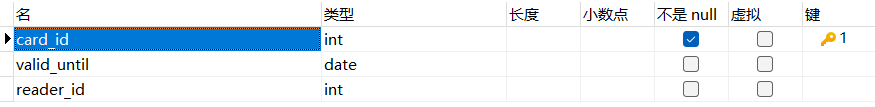 名 类型 长度 小数点 不是 null 虚拟 键
card_id int 1
valid_until date
reader_id int